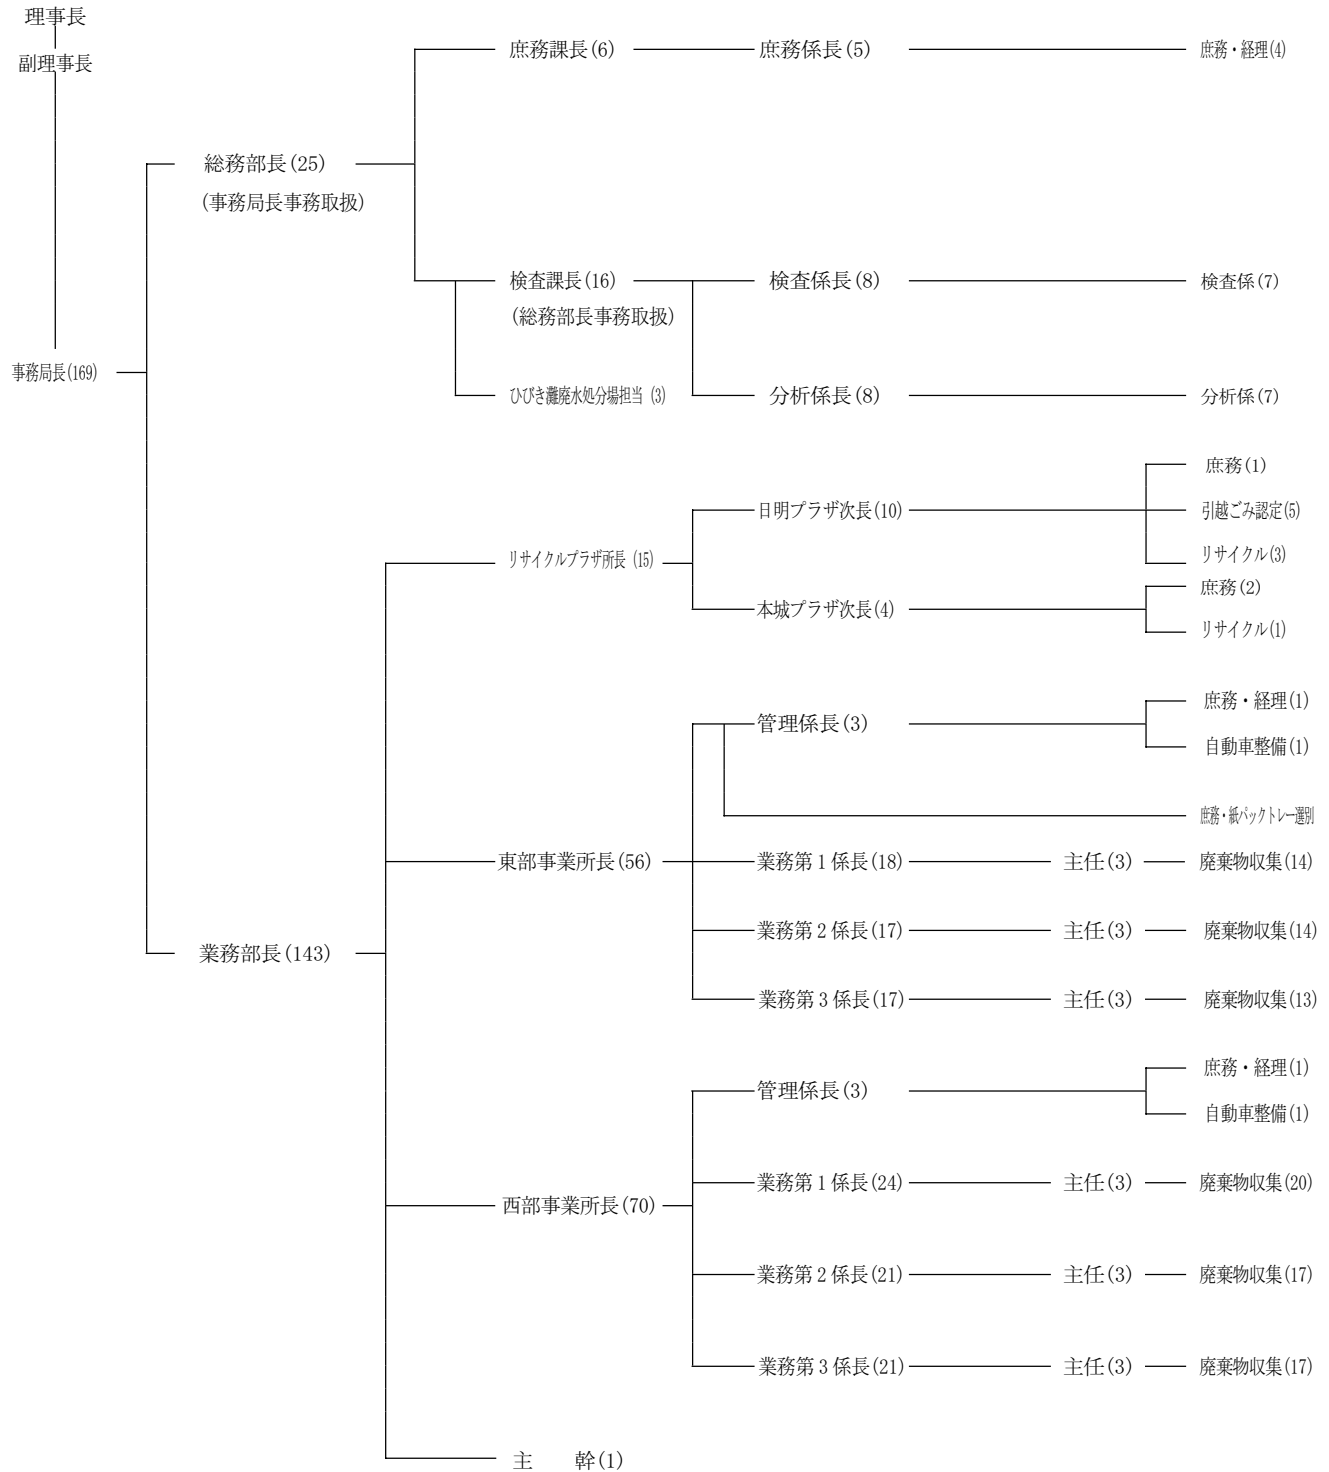 理事長
副理事長
事務局長(169)
総務部長(25)
(事務局長事務取扱)
庶務課長(6)
庶務係長(5)
庶務・経理(4)
検査課長(16)
(総務部長事務取扱)
検査係長(8)
検査係(7)
ひびき灘廃水処分場担当 (3)
分析係長(8)
分析係(7)
業務部長(143)
リサイクルプラザ所長 (15)
日明プラザ次長(10)
庶務(1)
引越ごみ認定(5)
リサイクル(3)
本城プラザ次長(4)
庶務(2)
リサイクル(1)
東部事業所長(56)
管理係長(3)
庶務・経理(1)
自動車整備(1)
庶務・紙パックトレー選別
業務第1係長(18)
主任(3)
廃棄物収集(14)
業務第2係長(17)
主任(3)
廃棄物収集(14)
業務第3係長(17)
主任(3)
廃棄物収集(13)
西部事業所長(70)
管理係長(3)
庶務・経理(1)
自動車整備(1)
業務第1係長(24)
主任(3)
廃棄物収集(20)
業務第2係長(21)
主任(3)
廃棄物収集(17)
業務第3係長(21)
主任(3)
廃棄物収集(17)
主　　幹(1)